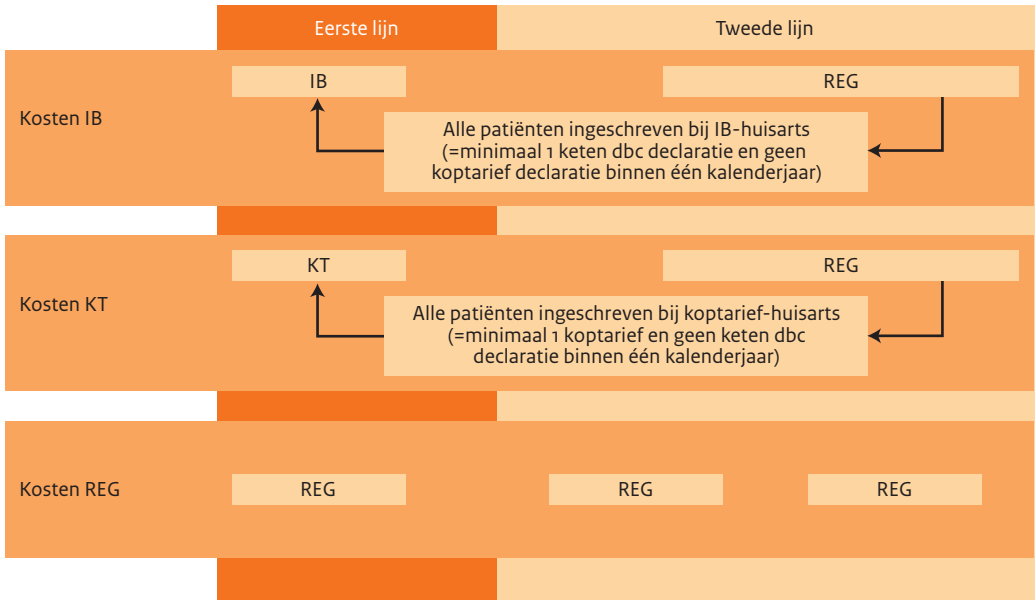 Eerste lijn
Tweede lijn
Kosten IB
IB
REG
Alle patiënten ingeschreven bij IB-huisarts
(=minimaal 1 keten dbc declaratie en geen
koptarief declaratie binnen één kalenderjaar)
Kosten KT
KT
REG
Alle patiënten ingeschreven bij koptarief-huisarts
(=minimaal 1 koptarief en geen keten dbc
declaratie binnen één kalenderjaar)
Kosten REG
REG
REG
REG